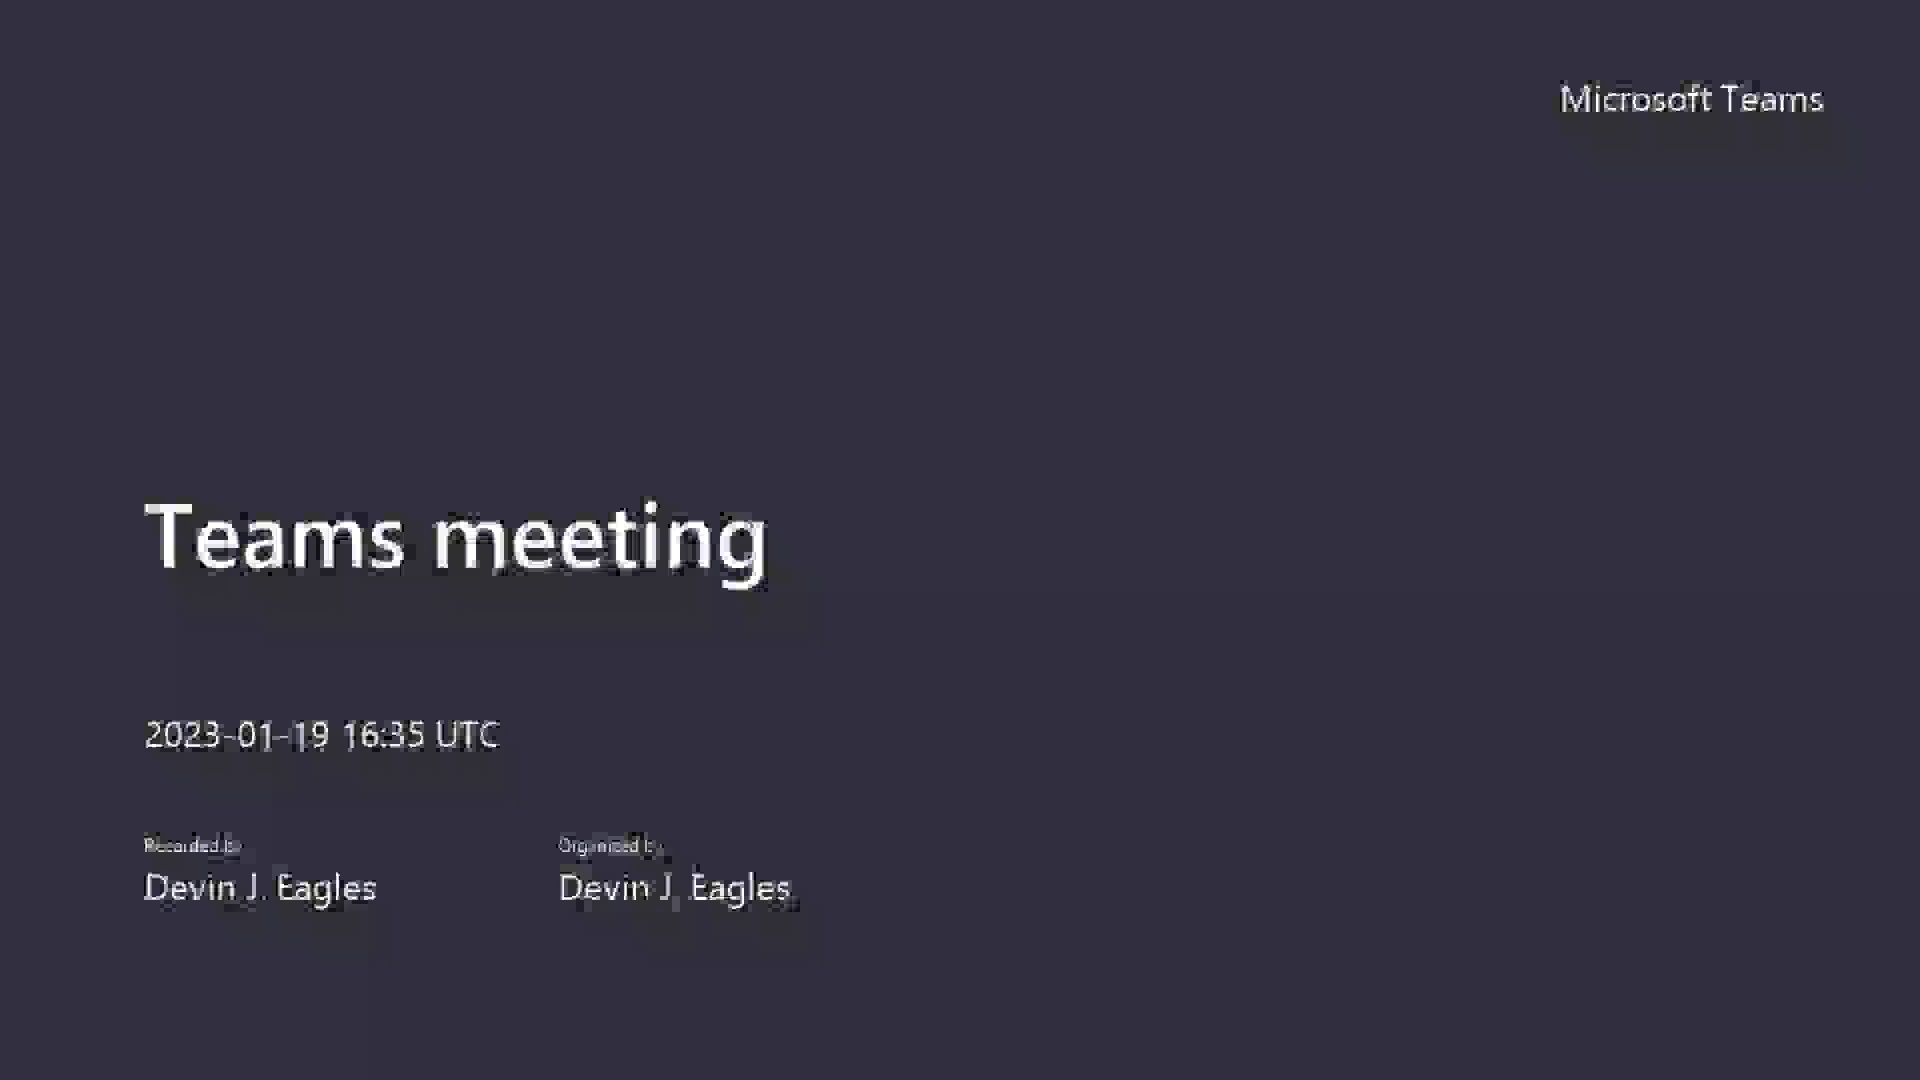 Microsoft Teams
Teams meeting
2023-01-19 16:35 UTC
Recorded by
Organized by
Devin J. Eagles
Devin J. Eagles